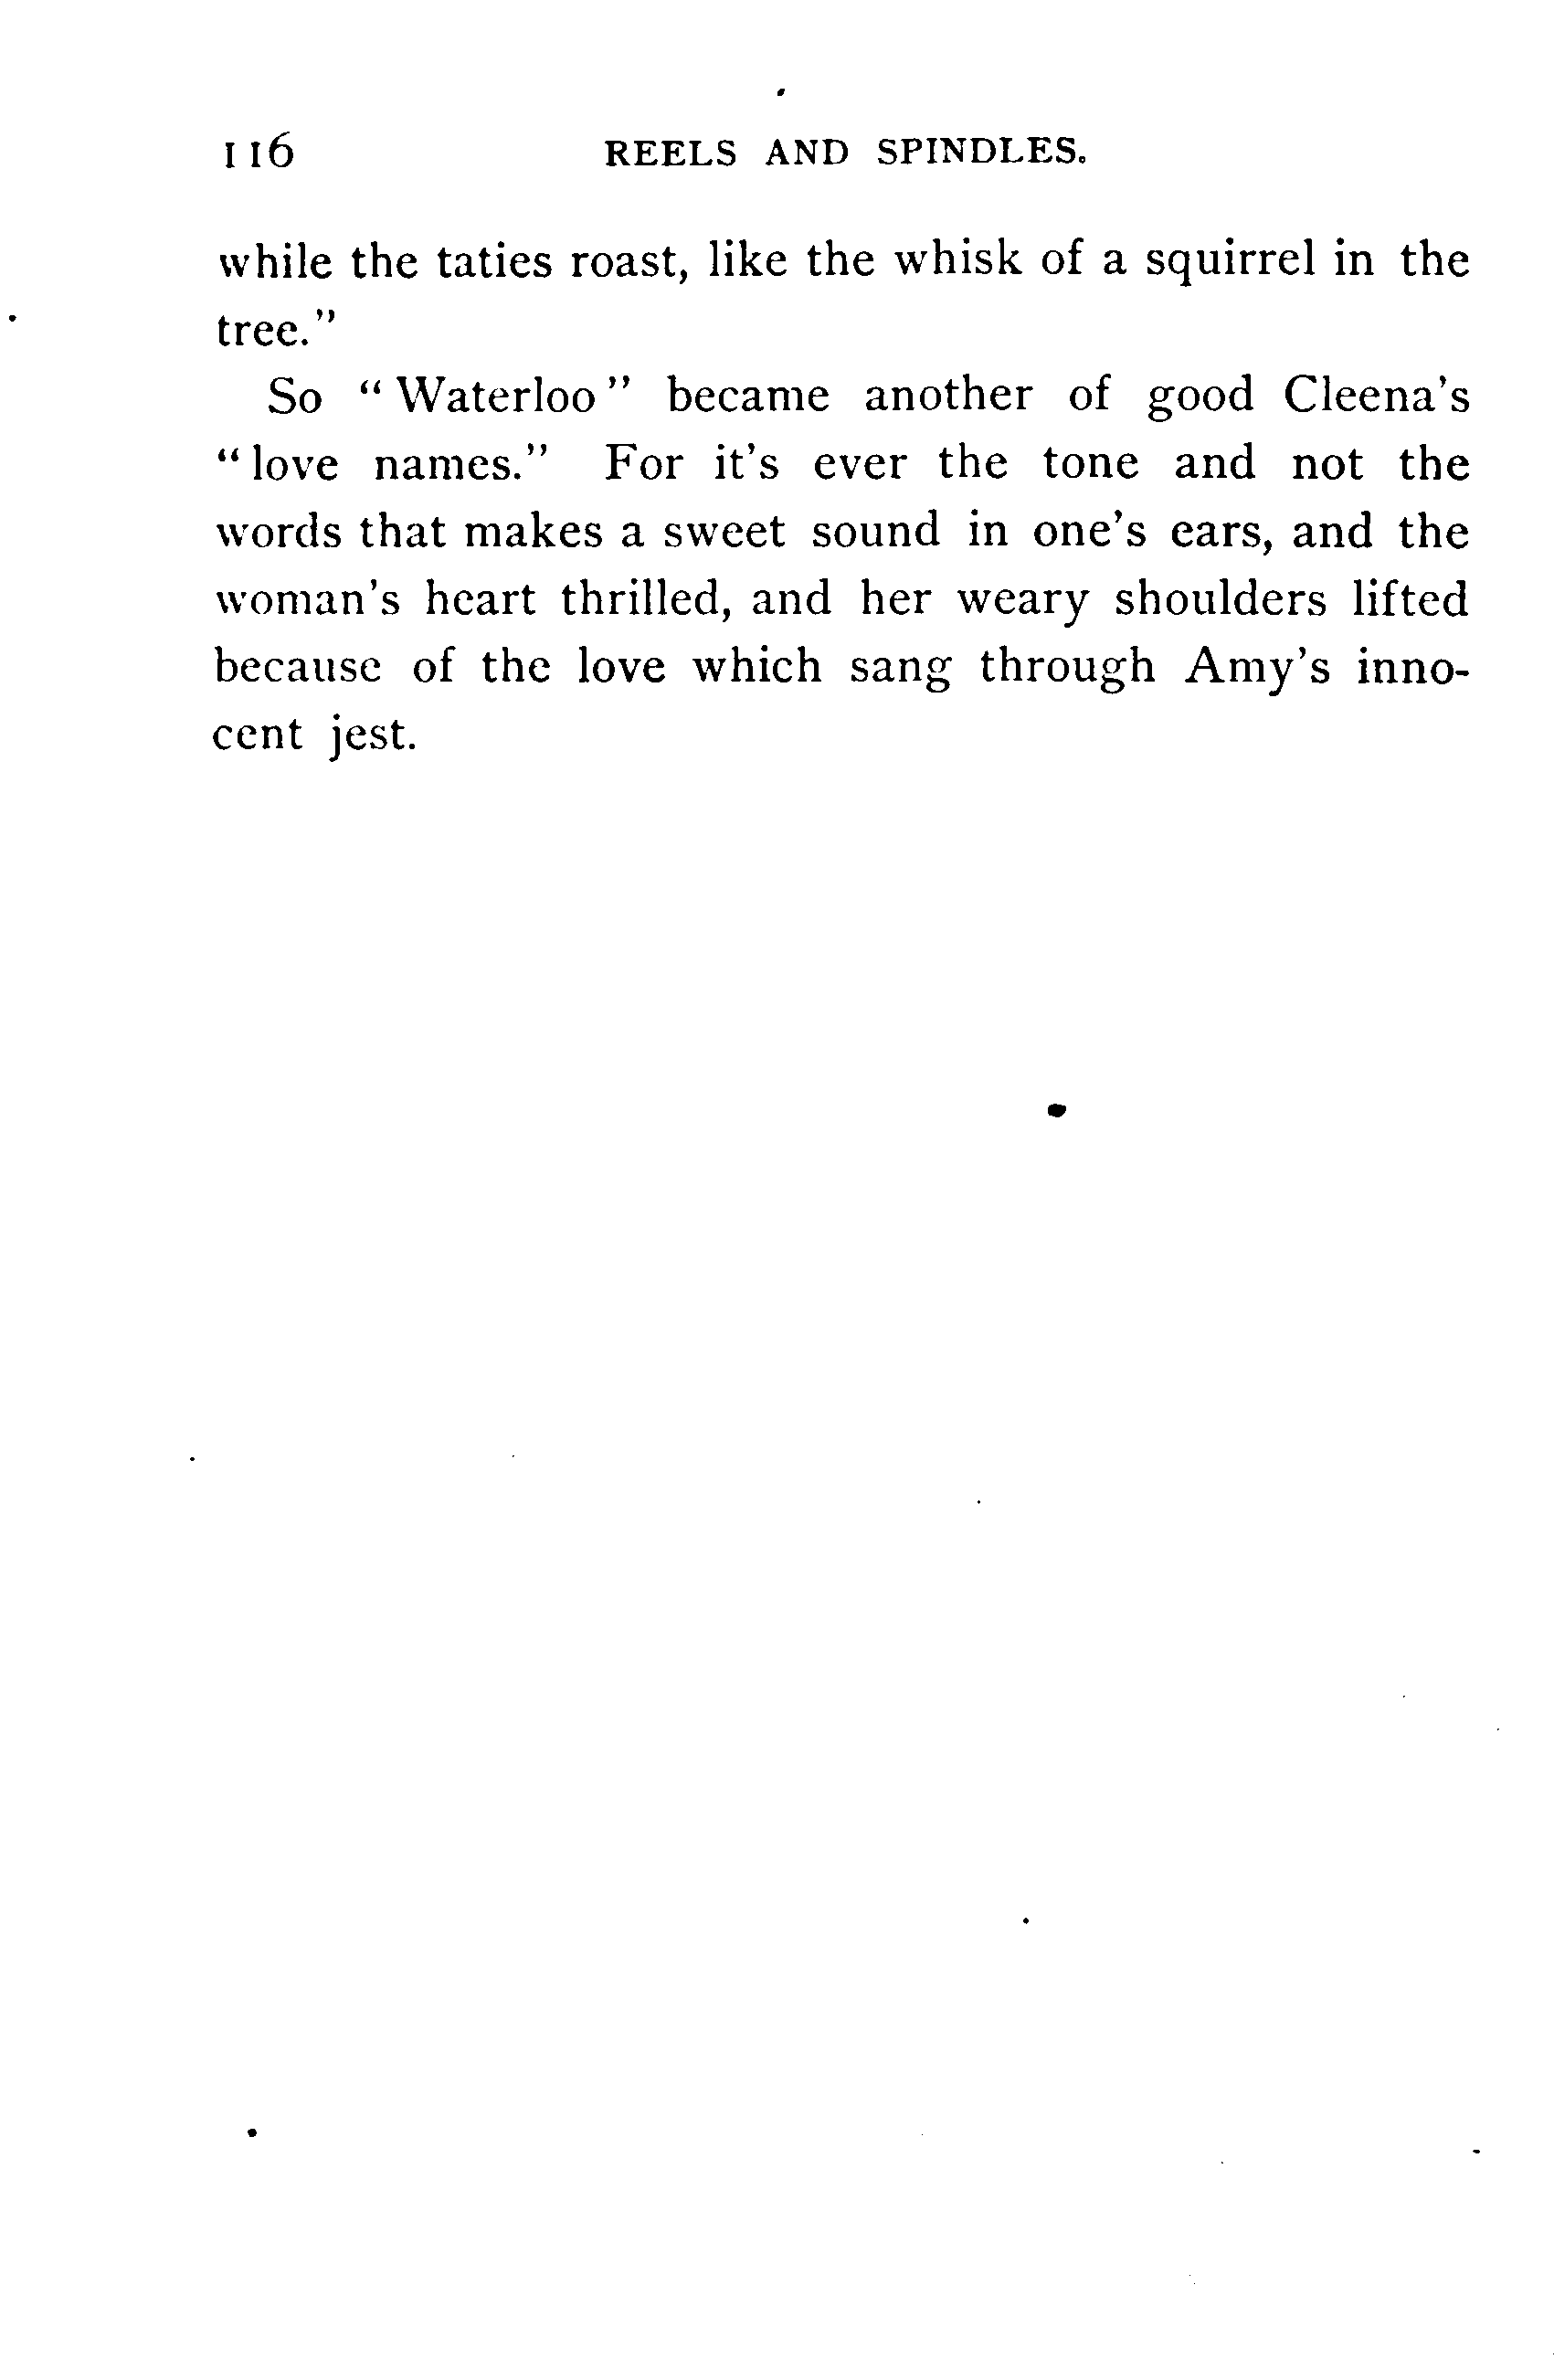 116 REELS AND SPINDLES.
while the taties roast, like the whisk of a squirrel in the
tree."
So "Waterloo" became another of good Cleena's
"love names." For it's ever the tone and not the
words that makes a sweet sound in one's ears, and the
woman's heart thrilled, and her weary shoulders lifted
because of the love which sang through Amy's inno-
cent jest.